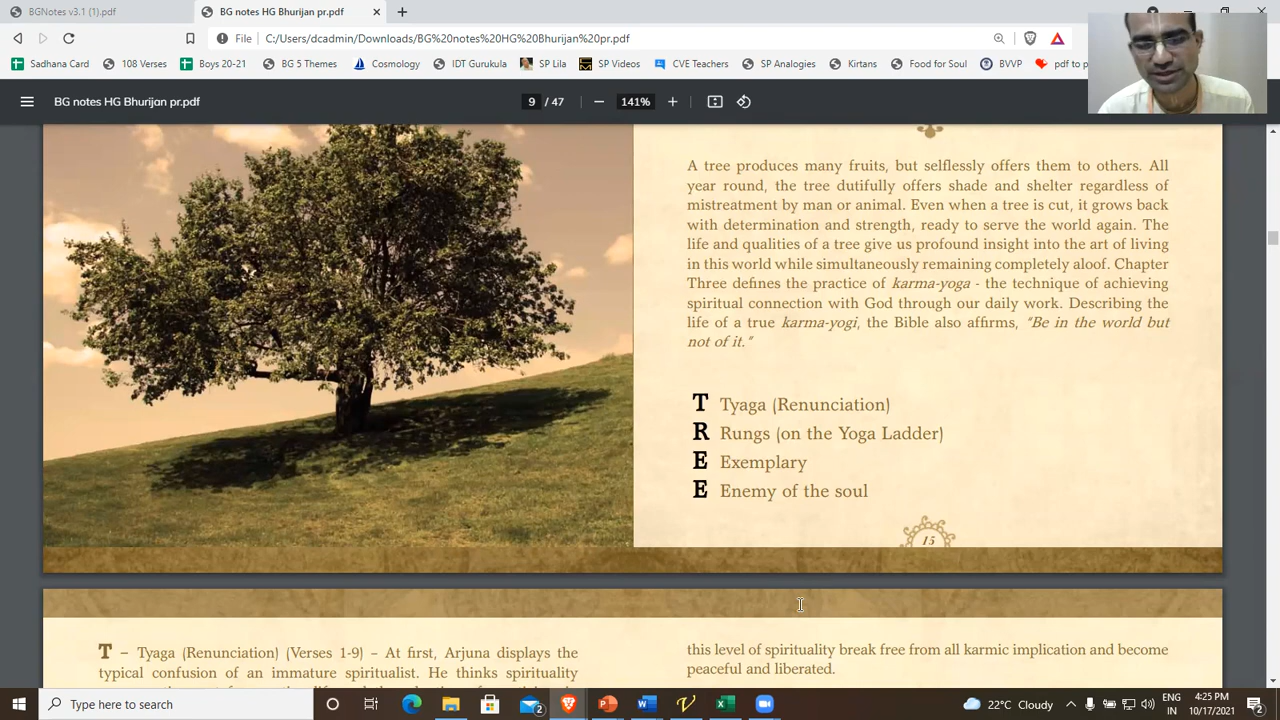 BGNotes v3.1 (1).pdf
BG notes HG Bhurijan pr.pdf
File
C:/Users/dcadmin/Downloads/BG%20notes%20HG%20Bhurijan%20pr.pdf
Sadhana Card
108 Verses
Boys 20-21
BG 5 Themes
Cosmology
IDT Gurukula
SP Lila
SP Videos
CVE Teachers
SP Analogies
Kirtans
Food for Soul
BVVP
pdf to p
BG notes HG Bhurijan pr.pdf
9 / 47
141%
A tree produces many fruits, but selflessly offers them to others. All
year round, the tree dutifully offers shade and shelter regardless of
mistreatment by man or animal. Even when a tree is cut, it grows back
with determination and strength, ready to serve the world again. The
life and qualities of a tree give us profound insight into the art of living
in this world while simultaneously remaining completely aloof. Chapter
Three defines the practice of karma-yoga - the technique of achieving
spiritual connection with God through our daily work. Describing the
life of a true karma-yogi, the Bible also affirms, "Be in the world but
not of it."
T Tyaga (Renunciation)
R Rungs (on the Yoga Ladder)
E Exemplary
E Enemy of the soul
15
T – Tyaga (Renunciation) (Verses 1-9) – At first, Arjuna displays the
typical confusion of an immature spiritualist. He thinks spirituality
this level of spirituality break free from all karmic implication and become
peaceful and liberated.
Type here to search
2
22°C Cloudy
ENG
IN
4:25 PM
10/17/2021
2